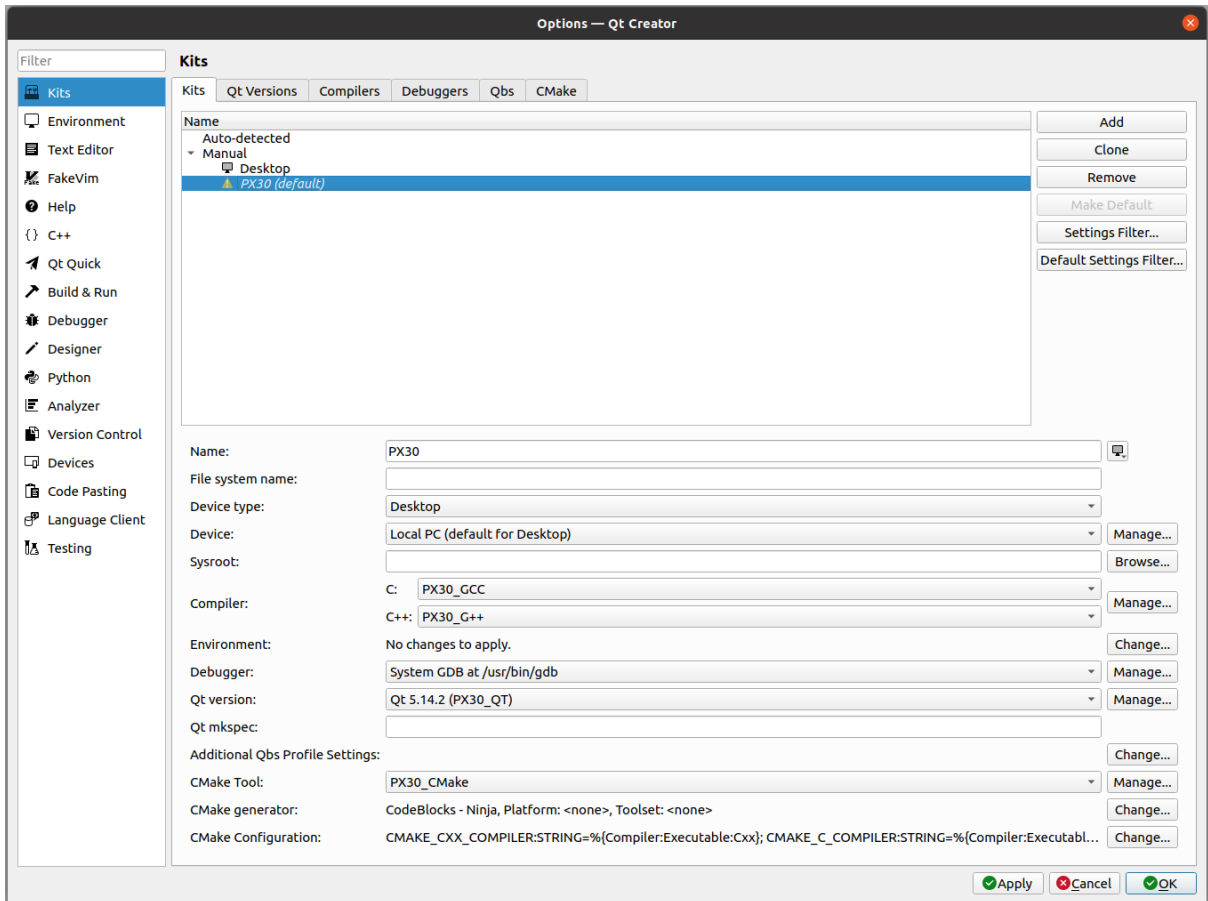 Options — Qt Creator
Filter
Kits
Environment
Text Editor
FakeVim
Help
{} C++
Qt Quick
Build & Run
Debugger
Designer
Python
Analyzer
Version Control
Devices
Code Pasting
Language Client
Testing
Kits
Kits Qt Versions Compilers Debuggers Qbs CMake
Name
Auto-detected
Manual
Desktop
PX30 (default)
Add
Clone
Remove
Make Default
Settings Filter...
Default Settings Filter...
Name: PX30
File system name:
Device type: Desktop
Device: Local PC (default for Desktop) Manage...
Sysroot: Browse...
Compiler: C: PX30_GCC Manage...
C++: PX30_G++
Environment: No changes to apply. Change...
Debugger: System GDB at /usr/bin/gdb Manage...
Qt version: Qt 5.14.2 (PX30_QT) Manage...
Qt mkspec:
Additional Qbs Profile Settings: Change...
CMake Tool: PX30_CMake Manage...
CMake generator: CodeBlocks - Ninja, Platform: <none>, Toolset: <none> Change...
CMake Configuration: CMAKE_CXX_COMPILER:STRING=%{Compiler:Executable:Cxx}; CMAKE_C_COMPILER:STRING=%{Compiler:Executabl... Change...
Apply Cancel OK